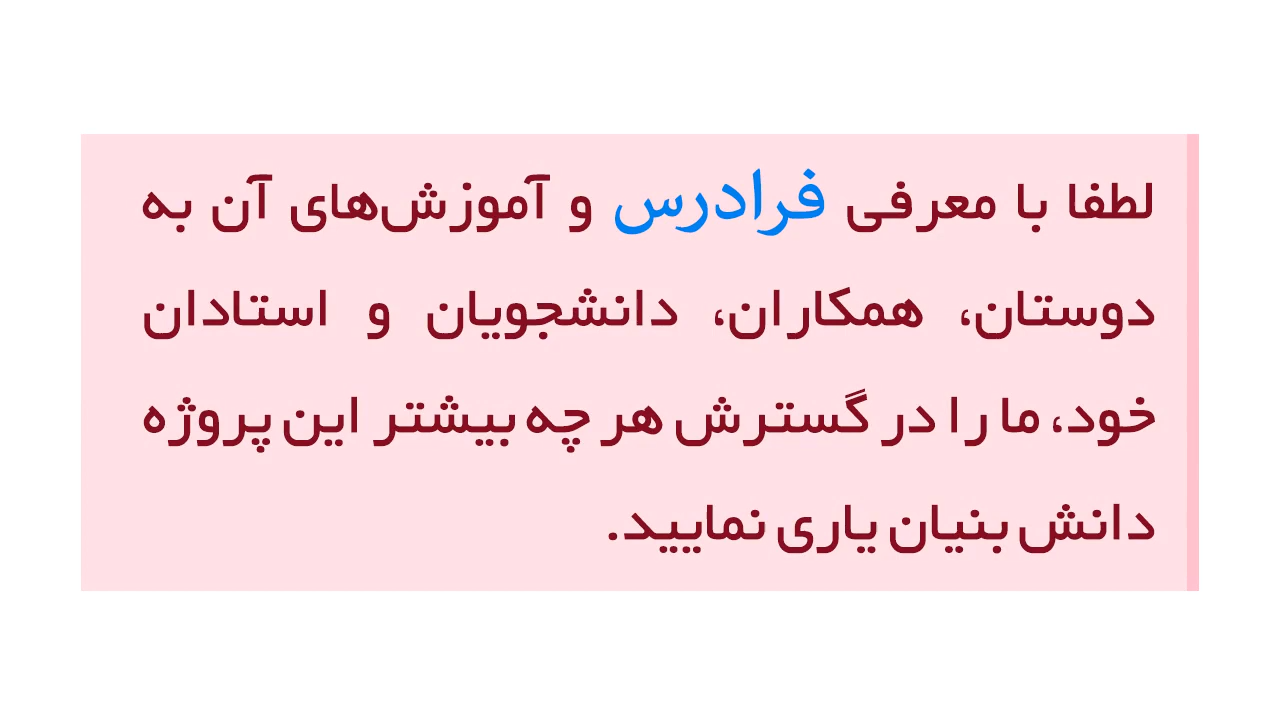 لطفا با معرفی فرادرس و آموزش‌های آن به
دوستان، همکاران، دانشجویان و استادان
خود، ما را در گسترش هر چه بیشتر این پروژه
دانش بنیان یاری نمایید.